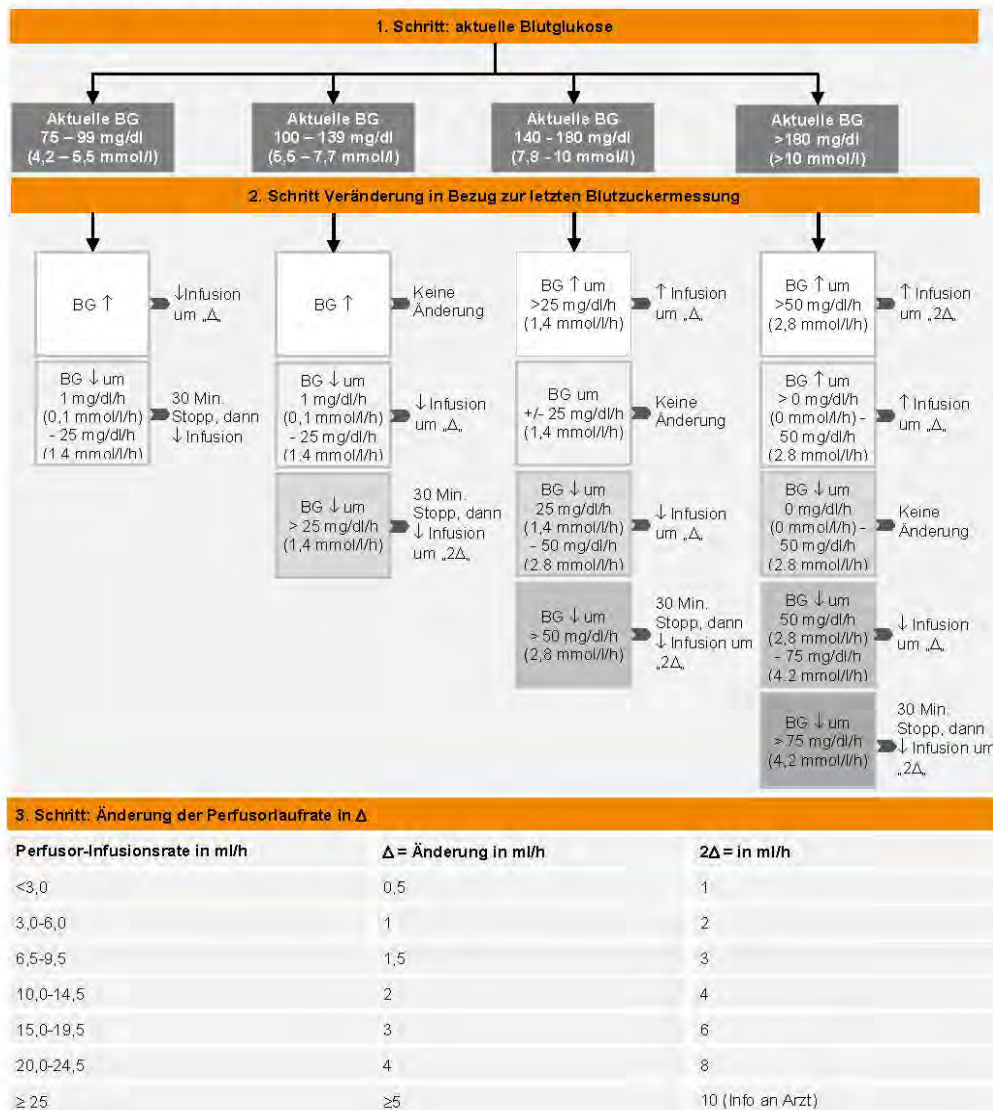 1. Schritt: aktuelle Blutglukose
Aktuelle BG
75 – 99 mg/dl
(4,2 – 5,5 mmol/l)
Aktuelle BG
100 – 139 mg/dl
(5,5 – 7,7 mmol/l)
Aktuelle BG
140 - 180 mg/dl
(7,8 - 10 mmol/l)
Aktuelle BG
>180 mg/dl
(>10 mmol/l)
2. Schritt Veränderung in Bezug zur letzten Blutzuckermessung
BG ↑
↓Infusion
um „Δ„
BG ↓ um
1 mg/dl/h
(0,1 mmol/l/h)
- 25 mg/dl/h
(1,4 mmol/l/h)
30 Min.
Stopp, dann
↓ Infusion
BG ↑
Keine
Änderung
BG ↓ um
1 mg/dl/h
(0,1 mmol/l/h)
- 25 mg/dl/h
(1,4 mmol/l/h)
↓ Infusion
um „Δ„
BG ↓ um
> 25 mg/dl/h
(1,4 mmol/l/h)
30 Min.
Stopp, dann
↓ Infusion
um „2Δ„
BG ↑ um
>25 mg/dl/h
(1,4 mmol/l/h)
↑ Infusion
um „Δ„
BG um
+/- 25 mg/dl/h
(1,4 mmol/l/h)
Keine
Änderung
BG ↓ um
25 mg/dl/h
(1,4 mmol/l/h)
- 50 mg/dl/h
(2,8 mmol/l/h)
↓ Infusion
um „Δ„
BG ↓ um
> 50 mg/dl/h
(2,8 mmol/l/h)
30 Min.
Stopp, dann
↓ Infusion um
„2Δ„
BG ↑ um
>50 mg/dl/h
(2,8 mmol/l/h)
↑ Infusion
um „2Δ„
BG ↑ um
> 0 mg/dl/h
(0 mmol/l/h) -
50 mg/dl/h
(2,8 mmol/l/h)
↑ Infusion
um „Δ„
BG ↓ um
0 mg/dl/h
(0 mmol/l/h) -
50 mg/dl/h
(2,8 mmol/l/h)
Keine
Änderung
BG ↓ um
50 mg/dl/h
(2,8 mmol/l/h)
- 75 mg/dl/h
(4,2 mmol/l/h)
↓ Infusion
um „Δ„
BG ↓ um
> 75 mg/dl/h
(4,2 mmol/l/h)
30 Min.
Stopp, dann
↓ Infusion um
„2Δ„
3. Schritt: Änderung der Perfusorlaufrate in Δ
Perfusor-Infusionsrate in ml/h Δ = Änderung in ml/h 2Δ = in ml/h
<3,0 0,5 1
3,0-6,0 1 2
6,5-9,5 1,5 3
10,0-14,5 2 4
15,0-19,5 3 6
20,0-24,5 4 8
≥ 25 ≥5 10 (Info an Arzt)